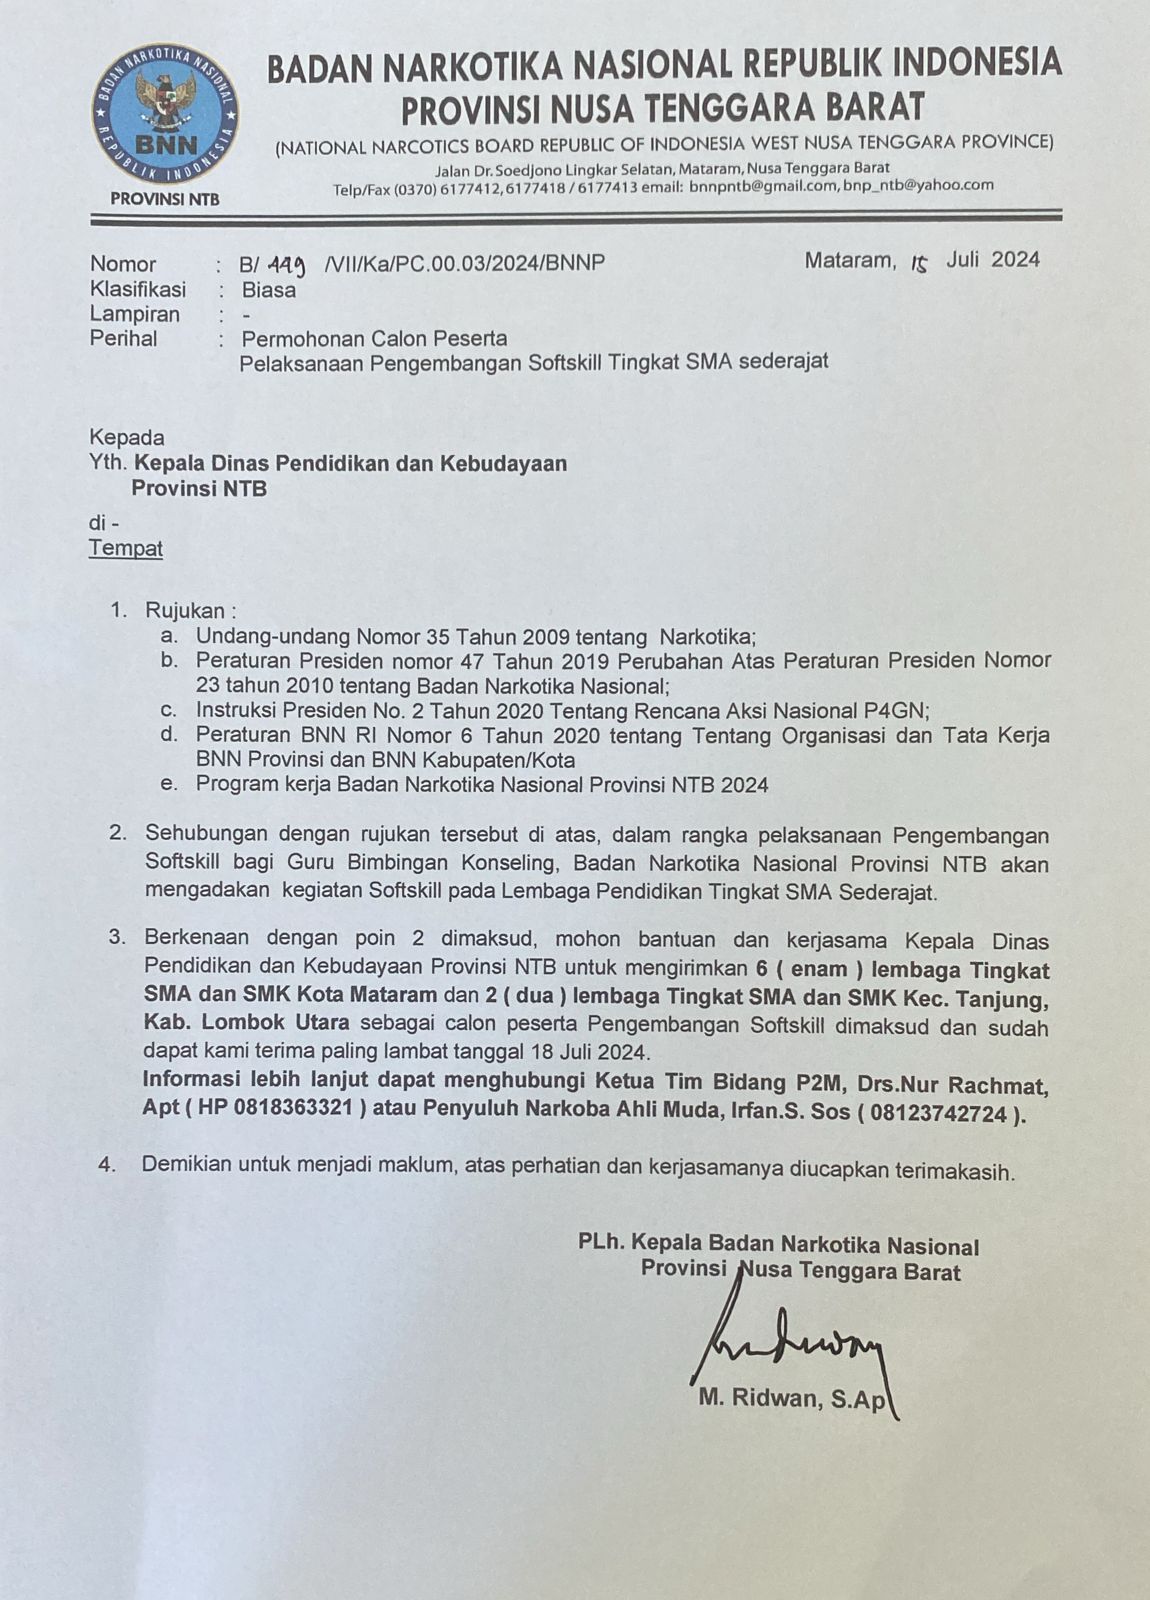 BADAN NARKOTIKA NASIONAL
REPUBLIK INDONESIA
BNN
PROVINSI NTB
BADAN NARKOTIKA NASIONAL REPUBLIK INDONESIA
PROVINSI NUSA TENGGARA BARAT
(NATIONAL NARCOTICS BOARD REPUBLIC OF INDONESIA WEST NUSA TENGGARA PROVINCE)
Jalan Dr. Soedjono Lingkar Selatan, Mataram, Nusa Tenggara Barat
Telp/Fax (0370) 6177412, 6177418 / 6177413 email: bnnpntb@gmail.com, bnp_ntb@yahoo.com
Nomor : B/ 449 /VII/Ka/PC.00.03/2024/BNNP Mataram, 15 Juli 2024
Klasifikasi : Biasa
Lampiran : -
Perihal : Permohonan Calon Peserta
Pelaksanaan Pengembangan Softskill Tingkat SMA sederajat
Kepada
Yth. Kepala Dinas Pendidikan dan Kebudayaan
Provinsi NTB
di -
Tempat
1. Rujukan :
a. Undang-undang Nomor 35 Tahun 2009 tentang Narkotika;
b. Peraturan Presiden nomor 47 Tahun 2019 Perubahan Atas Peraturan Presiden Nomor
23 tahun 2010 tentang Badan Narkotika Nasional;
c. Instruksi Presiden No. 2 Tahun 2020 Tentang Rencana Aksi Nasional P4GN;
d. Peraturan BNN RI Nomor 6 Tahun 2020 tentang Tentang Organisasi dan Tata Kerja
BNN Provinsi dan BNN Kabupaten/Kota
e. Program kerja Badan Narkotika Nasional Provinsi NTB 2024
2. Sehubungan dengan rujukan tersebut di atas, dalam rangka pelaksanaan Pengembangan
Softskill bagi Guru Bimbingan Konseling, Badan Narkotika Nasional Provinsi NTB akan
mengadakan kegiatan Softskill pada Lembaga Pendidikan Tingkat SMA Sederajat.
3. Berkenaan dengan poin 2 dimaksud, mohon bantuan dan kerjasama Kepala Dinas
Pendidikan dan Kebudayaan Provinsi NTB untuk mengirimkan 6 ( enam ) lembaga Tingkat
SMA dan SMK Kota Mataram dan 2 ( dua ) lembaga Tingkat SMA dan SMK Kec. Tanjung,
Kab. Lombok Utara sebagai calon peserta Pengembangan Softskill dimaksud dan sudah
dapat kami terima paling lambat tanggal 18 Juli 2024.
Informasi lebih lanjut dapat menghubungi Ketua Tim Bidang P2M, Drs.Nur Rachmat,
Apt ( HP 0818363321 ) atau Penyuluh Narkoba Ahli Muda, Irfan.S. Sos ( 08123742724 ).
4. Demikian untuk menjadi maklum, atas perhatian dan kerjasamanya diucapkan terimakasih.
PLh. Kepala Badan Narkotika Nasional
Provinsi Nusa Tenggara Barat
M. Ridwan, S.Ap